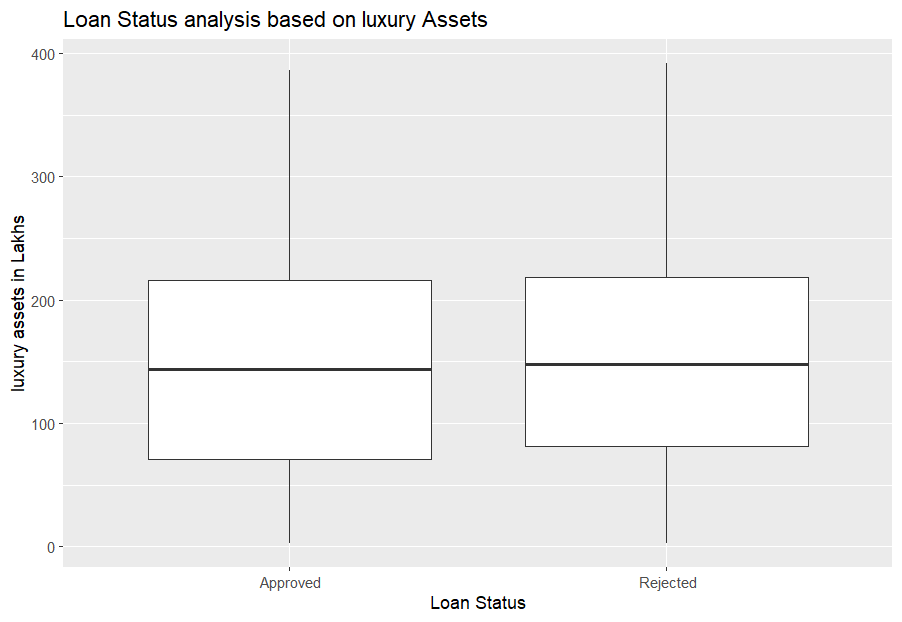 Loan Status analysis based on luxury Assets
luxury assets in Lakhs
400
300
200
100
0
Approved
Rejected
Loan Status